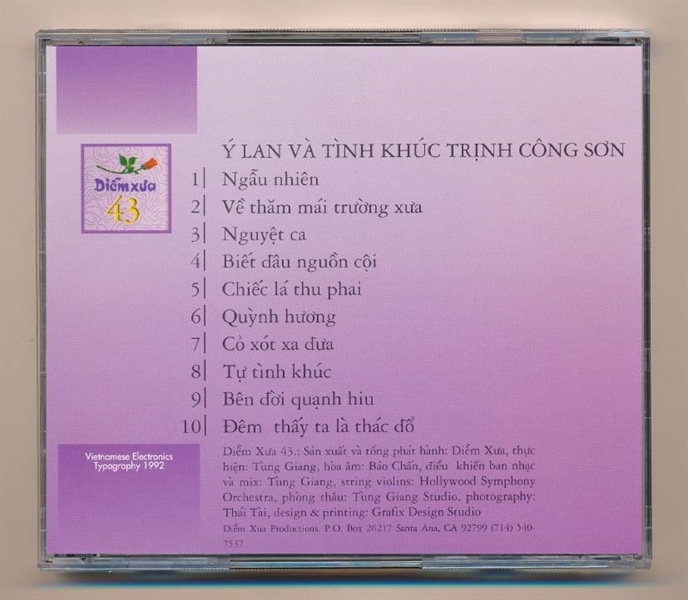 Ý LAN VÀ TÌNH KHÚC TRỊNH CÔNG SƠN
Diễm xưa
43
1| Ngẫu nhiên
2| Về thăm mái trường xưa
3| Nguyệt ca
4| Biết đâu nguồn cội
5| Chiếc lá thu phai
6| Quỳnh hương
7| Cỏ xót xa đưa
8| Tự tình khúc
9| Bên đời quạnh hiu
10| Đêm thấy ta là thác đổ
Vietnamese Electronics
Typography 1992
Diễm Xưa 43.: Sản xuất và tổng phát hành: Diễm Xưa, thực
hiện: Tùng Giang, hòa âm: Bảo Chấn, điều khiển ban nhạc
và mix: Tùng Giang, string violins: Hollywood Symphony
Orchestra, phòng thâu: Tùng Giang Studio, photography:
Thái Tài, design & printing: Grafix Design Studio
Diễm Xua Productions. P.O. Box 26217 Santa Ana, CA 92799 (714) 540-
7537